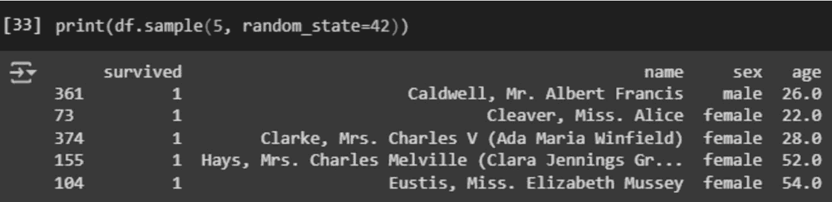 [33] print(df.sample(5, random_state=42))
survived name sex age
361 1 Caldwell, Mr. Albert Francis male 26.0
73 1 Cleaver, Miss. Alice female 22.0
374 1 Clarke, Mrs. Charles V (Ada Maria Winfield) female 28.0
155 1 Hays, Mrs. Charles Melville (Clara Jennings Gr... female 52.0
104 1 Eustis, Miss. Elizabeth Mussey female 54.0